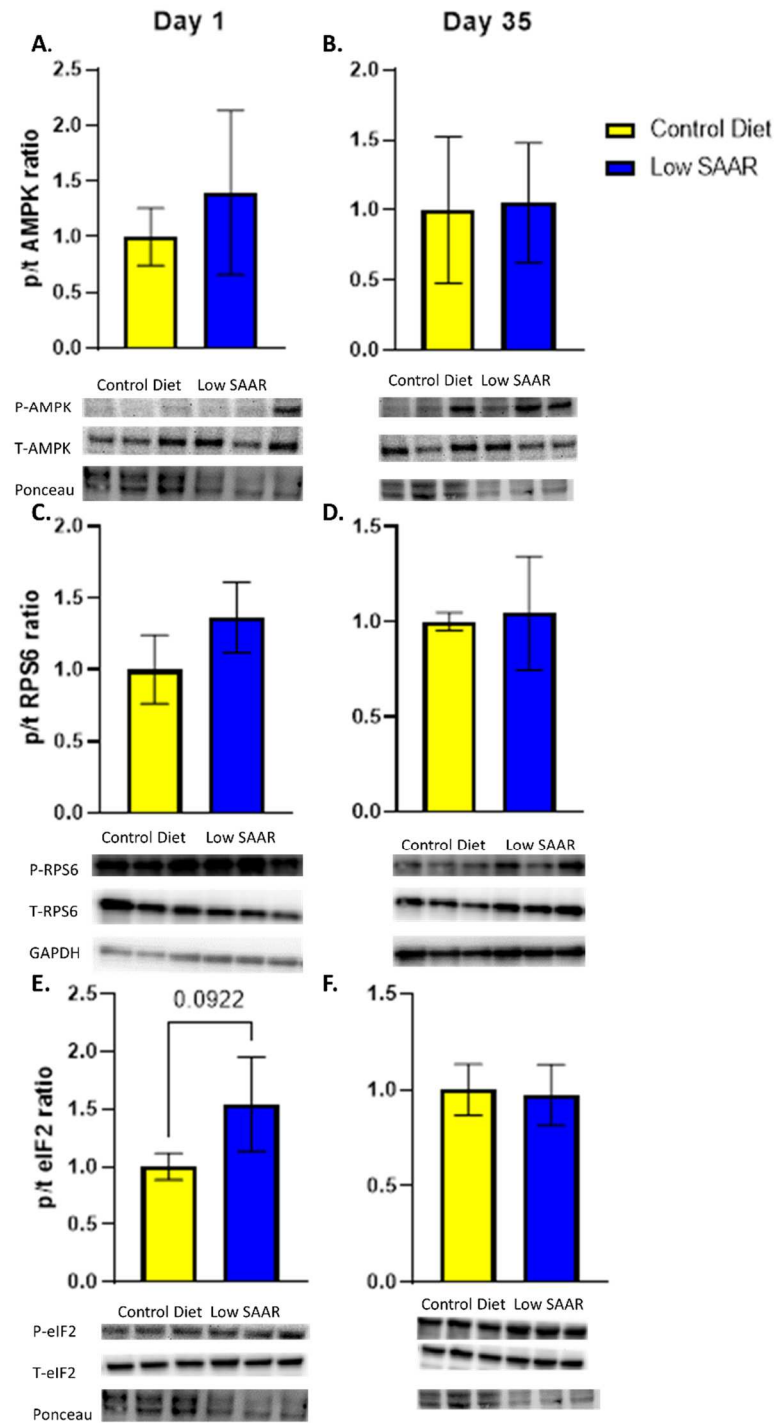 Day 1
Day 35
A.
B.
2.5
2.0
1.5
1.0
0.5
0.0
p/t AMPK ratio
2.0
1.5
1.0
0.5
0.0
Control Diet
Low SAAR
Control Diet Low SAAR
P-AMPK
T-AMPK
Ponceau
Control Diet Low SAAR
C.
D.
2.0
1.5
1.0
0.5
0.0
p/t RPS6 ratio
1.5
1.0
0.5
0.0
Control Diet Low SAAR
P-RPS6
T-RPS6
GAPDH
Control Diet Low SAAR
E.
F.
2.5
2.0
1.5
1.0
0.5
0.0
p/t eIF2 ratio
0.0922
1.5
1.0
0.5
0.0
Control Diet Low SAAR
P-eIF2
T-eIF2
Ponceau
Control Diet Low SAAR